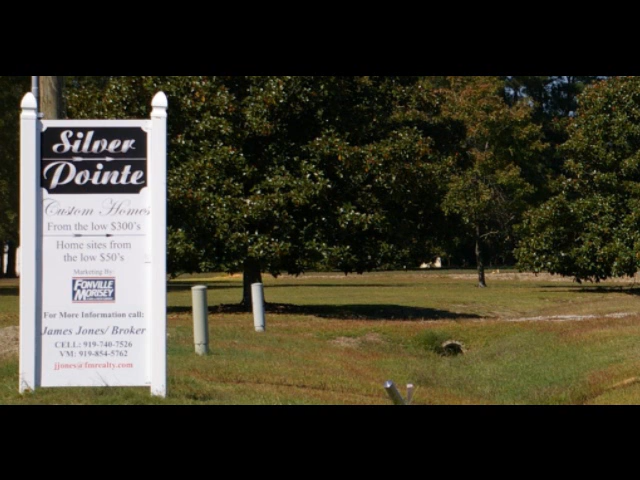 Silver
Pointe
Custom Homes
From the low $300's
Home sites from
the low $50's
Marketing By:
FONVILLE
MORISEY
For More Information call:
James Jones/ Broker
CELL: 919-740-7526
VM: 919-854-5762
jjones@fmrealty.com